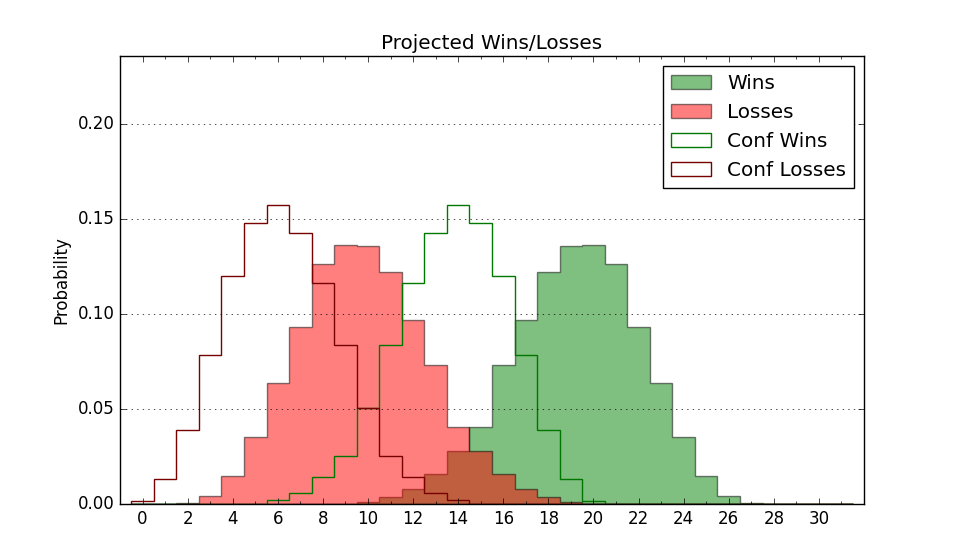 Projected Wins/Losses
Wins
Losses
Conf Wins
Conf Losses
Probability
0.20
0.15
0.10
0.05
0.00
0 2 4 6 8 10 12 14 16 18 20 22 24 26 28 30